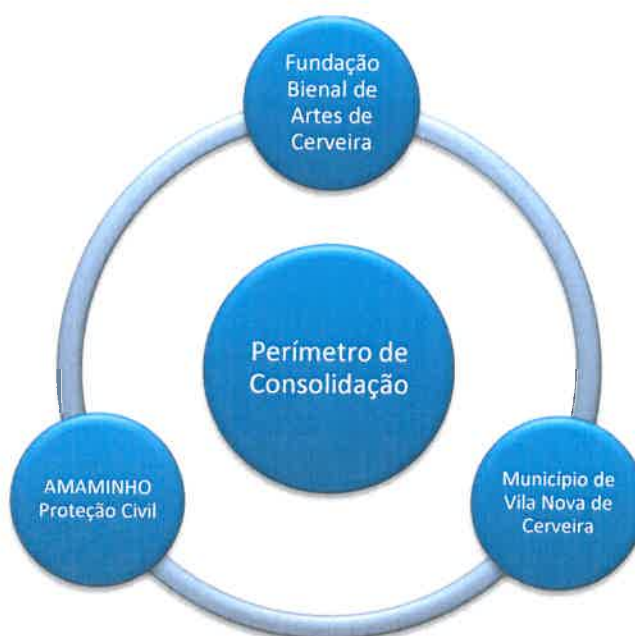 Fundação
Bienal de
Artes de
Cerveira
Perímetro de
Consolidação
AMAMINHO
Proteção Civil
Município de
Vila Nova de
Cerveira